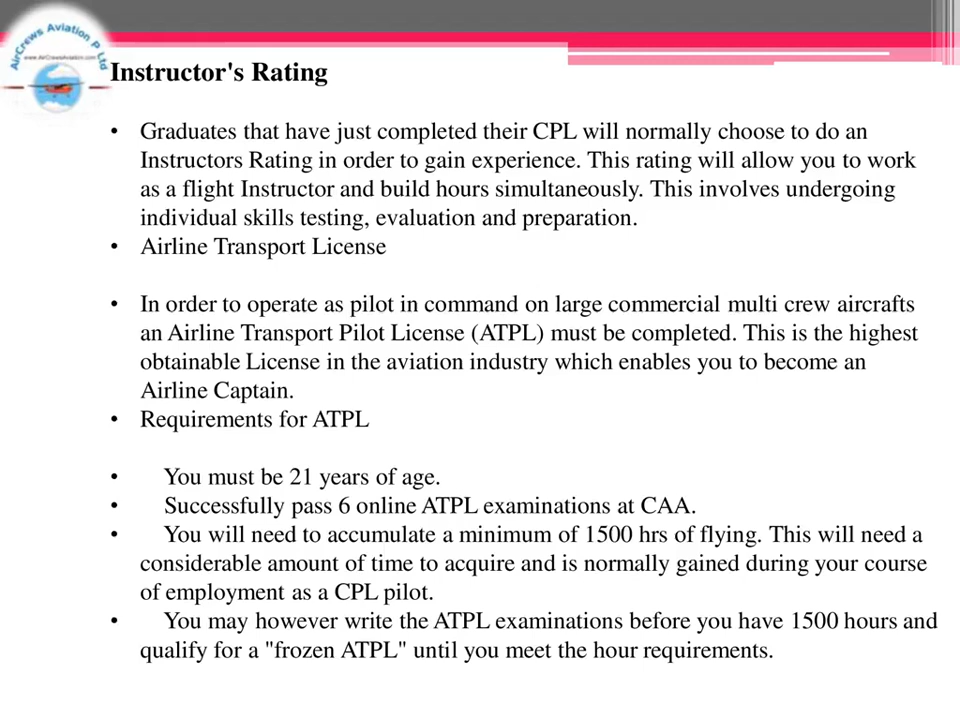 AirCrews Aviation P Ltd
www.AirCrewsAviation.com
Instructor's Rating
• Graduates that have just completed their CPL will normally choose to do an
Instructors Rating in order to gain experience. This rating will allow you to work
as a flight Instructor and build hours simultaneously. This involves undergoing
individual skills testing, evaluation and preparation.
• Airline Transport License
• In order to operate as pilot in command on large commercial multi crew aircrafts
an Airline Transport Pilot License (ATPL) must be completed. This is the highest
obtainable License in the aviation industry which enables you to become an
Airline Captain.
• Requirements for ATPL
• You must be 21 years of age.
• Successfully pass 6 online ATPL examinations at CAA.
• You will need to accumulate a minimum of 1500 hrs of flying. This will need a
considerable amount of time to acquire and is normally gained during your course
of employment as a CPL pilot.
• You may however write the ATPL examinations before you have 1500 hours and
qualify for a "frozen ATPL" until you meet the hour requirements.